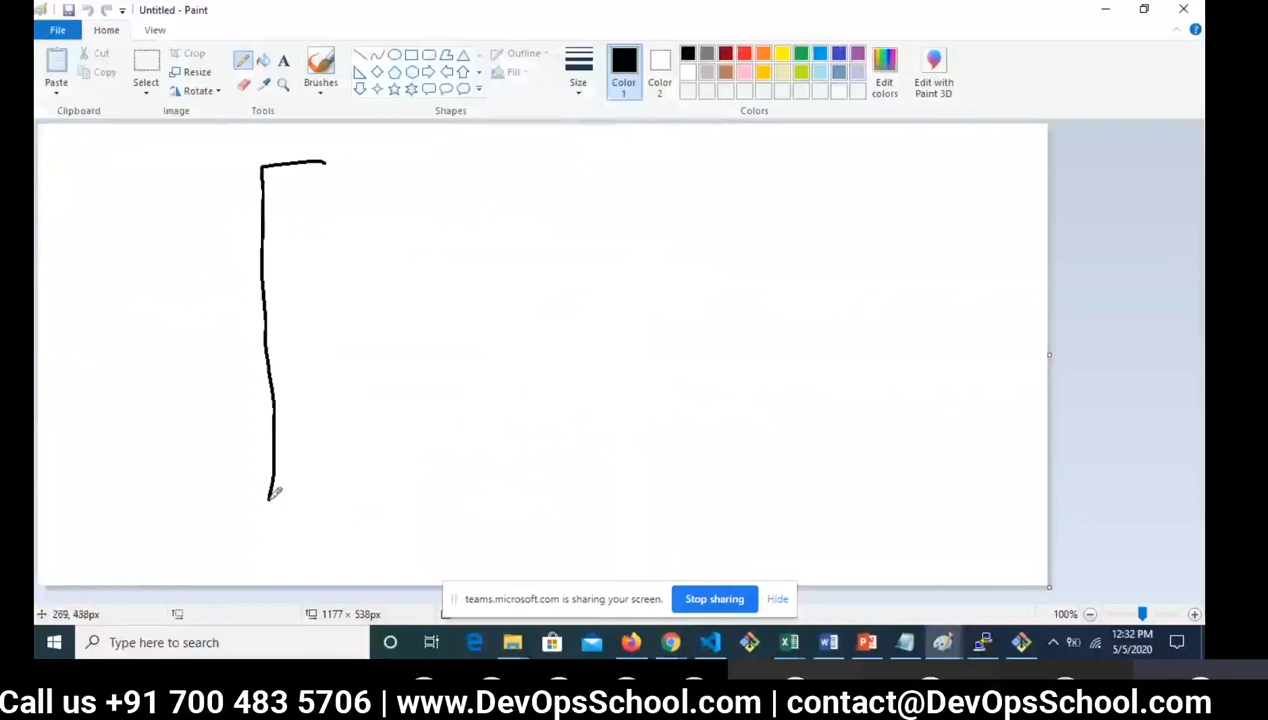 Untitled - Paint
File Home View
Paste
Cut
Copy
Clipboard
Select
Crop
Resize
Rotate
Image
A
Tools
Brushes
Outline
Fill
Shapes
Size
Color 1
Color 2
Edit colors
Edit with Paint 3D
Colors
teams.microsoft.com is sharing your screen. Stop sharing Hide
269, 438px
1177 × 538px
100%
Type here to search
12:32 PM
5/5/2020
Call us +91 700 483 5706 | www.DevOpsSchool.com | contact@DevOpsSchool.com